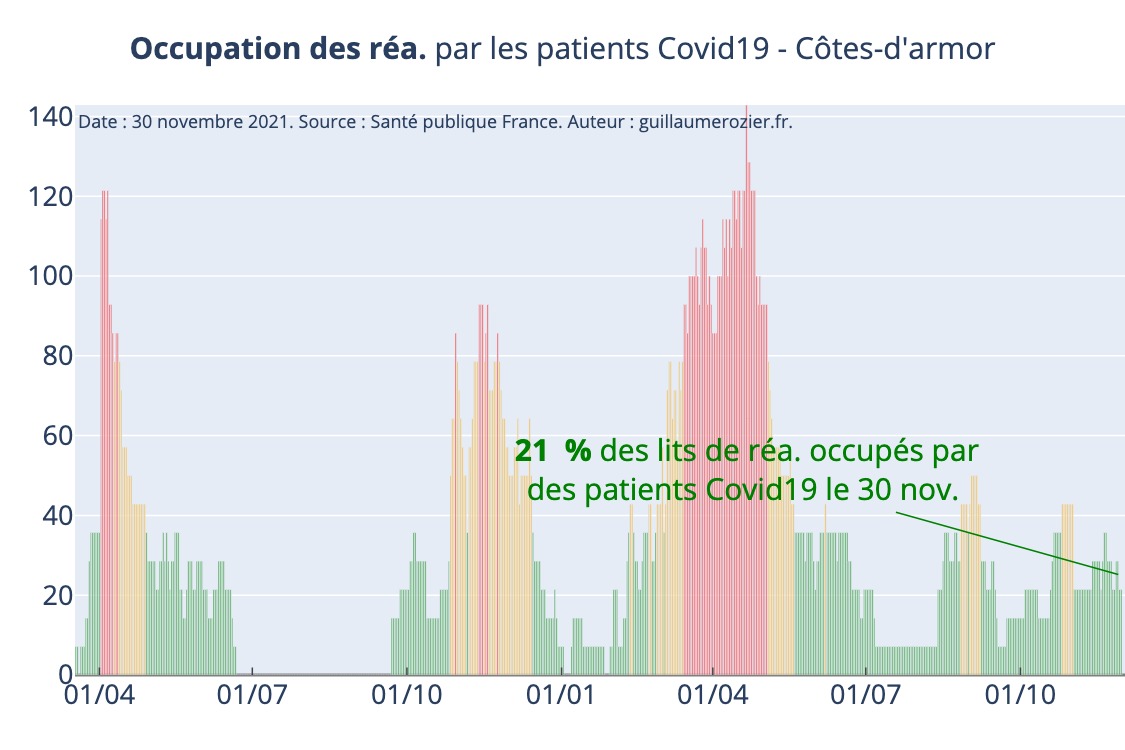 Occupation des réa. par les patients Covid19 - Côtes-d'armor
140
Date : 30 novembre 2021. Source : Santé publique France. Auteur : guillaumerozier.fr.
120
100
80
60
21 % des lits de réa. occupés par
des patients Covid19 le 30 nov.
40
20
0
01/04 01/07 01/10 01/01 01/04 01/07 01/10